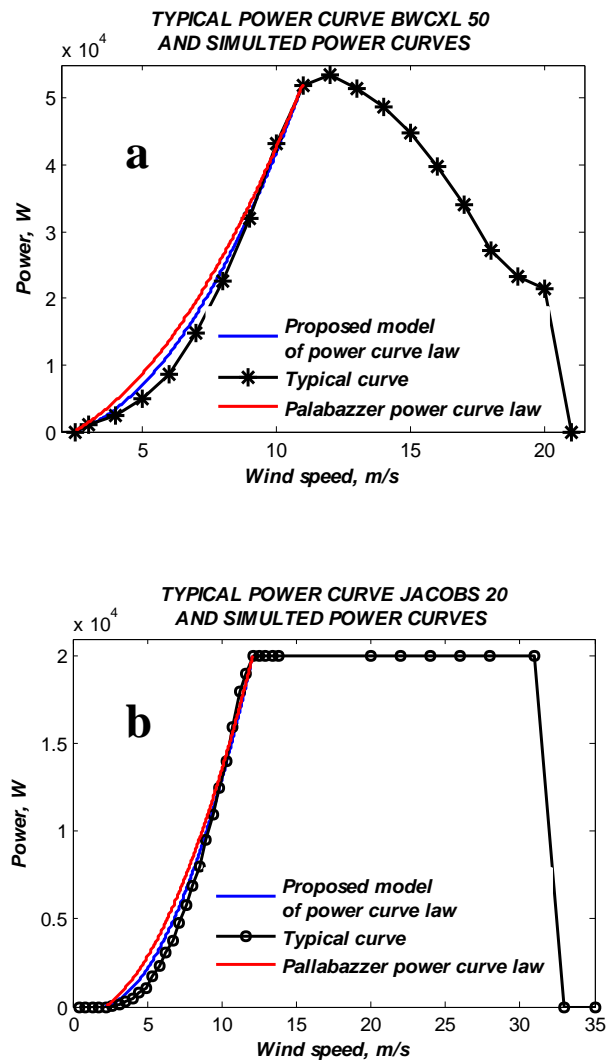 TYPICAL POWER CURVE BWCXL 50
AND SIMULTED POWER CURVES
x 10^4
5
4
3
2
1
0
5
10
15
20
Power, W
Wind speed, m/s
a
Proposed model
of power curve law
Typical curve
Palabazzer power curve law
TYPICAL POWER CURVE JACOBS 20
AND SIMULTED POWER CURVES
x 10^4
2
1.5
1
0.5
0
0
5
10
15
20
25
30
35
Power, W
Wind speed, m/s
b
Proposed model
of power curve law
Typical curve
Pallabazzer power curve law